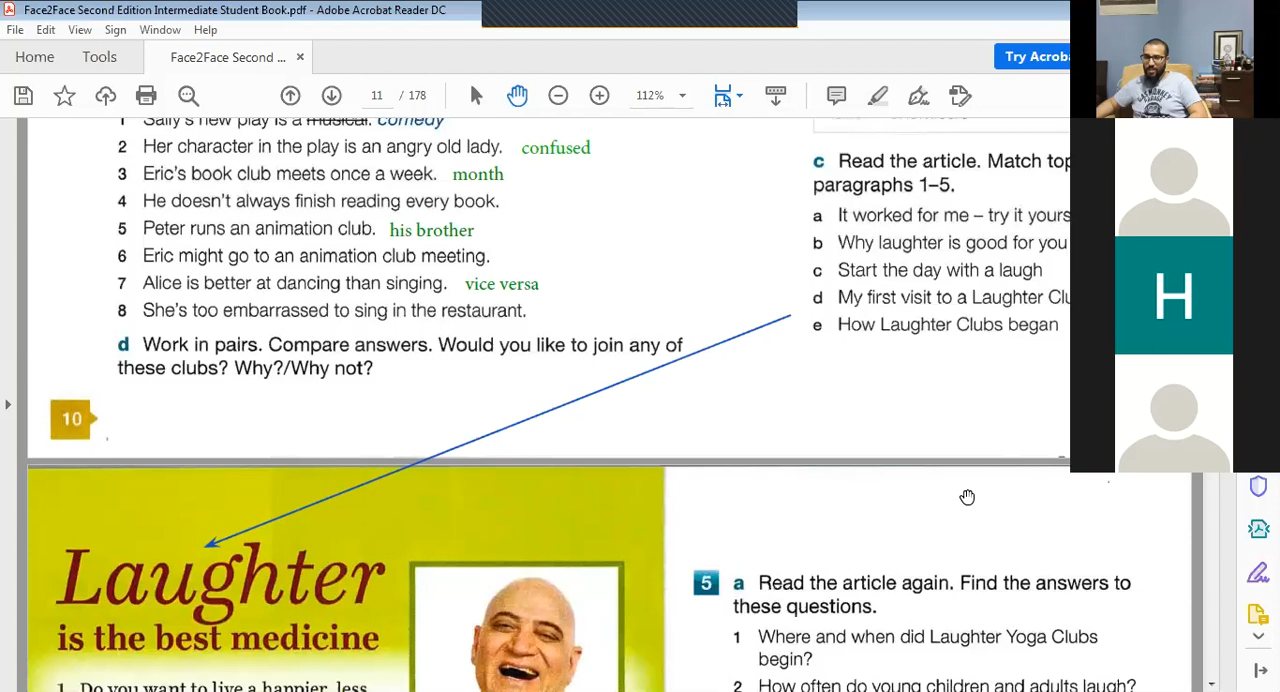 Face2Face Second Edition Intermediate Student Book.pdf - Adobe Acrobat Reader DC
File Edit View Sign Window Help
Home Tools Face2Face Second ... × Try Acroba
11 / 178 112%
1 Sally's new play is a musical. comedy
2 Her character in the play is an angry old lady. confused
3 Eric's book club meets once a week. month
4 He doesn't always finish reading every book.
5 Peter runs an animation club. his brother
6 Eric might go to an animation club meeting.
7 Alice is better at dancing than singing. vice versa
8 She's too embarrassed to sing in the restaurant.
d Work in pairs. Compare answers. Would you like to join any of
these clubs? Why?/Why not?
10
c Read the article. Match top
paragraphs 1–5.
a It worked for me – try it yours
b Why laughter is good for you
c Start the day with a laugh
d My first visit to a Laughter Clu
e How Laughter Clubs began
H
Laughter
is the best medicine
1 Do you want to live a happier, less
5 a Read the article again. Find the answers to
these questions.
1 Where and when did Laughter Yoga Clubs
begin?
2 How often do young children and adults laugh?